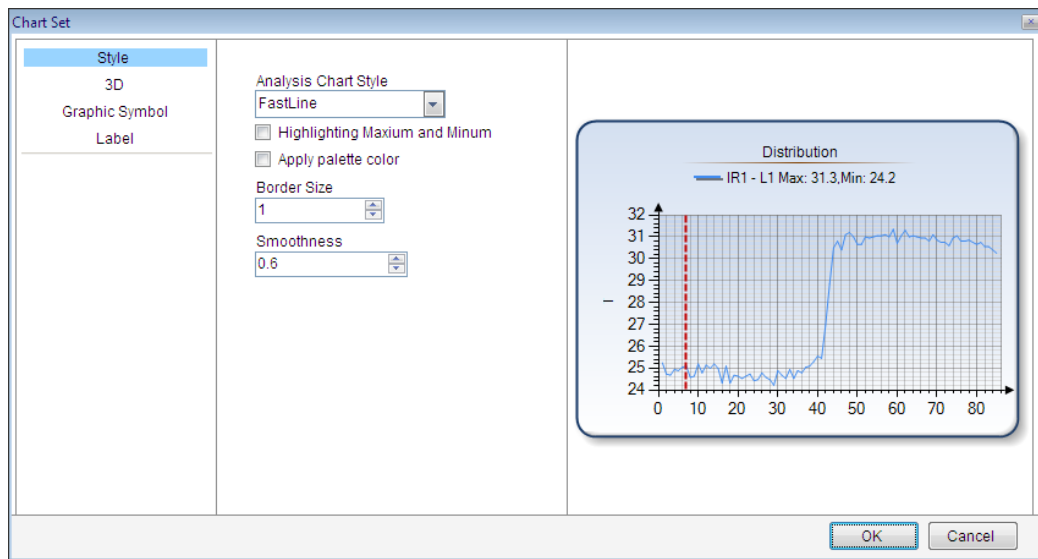 Chart Set
Style
3D
Graphic Symbol
Label
Analysis Chart Style
FastLine
Highlighting Maxium and Minum
Apply palette color
Border Size
1
Smoothness
0.6
Distribution
IR1 - L1 Max: 31.3,Min: 24.2
32
31
30
29
28
27
26
25
24
I
0 10 20 30 40 50 60 70 80
OK Cancel